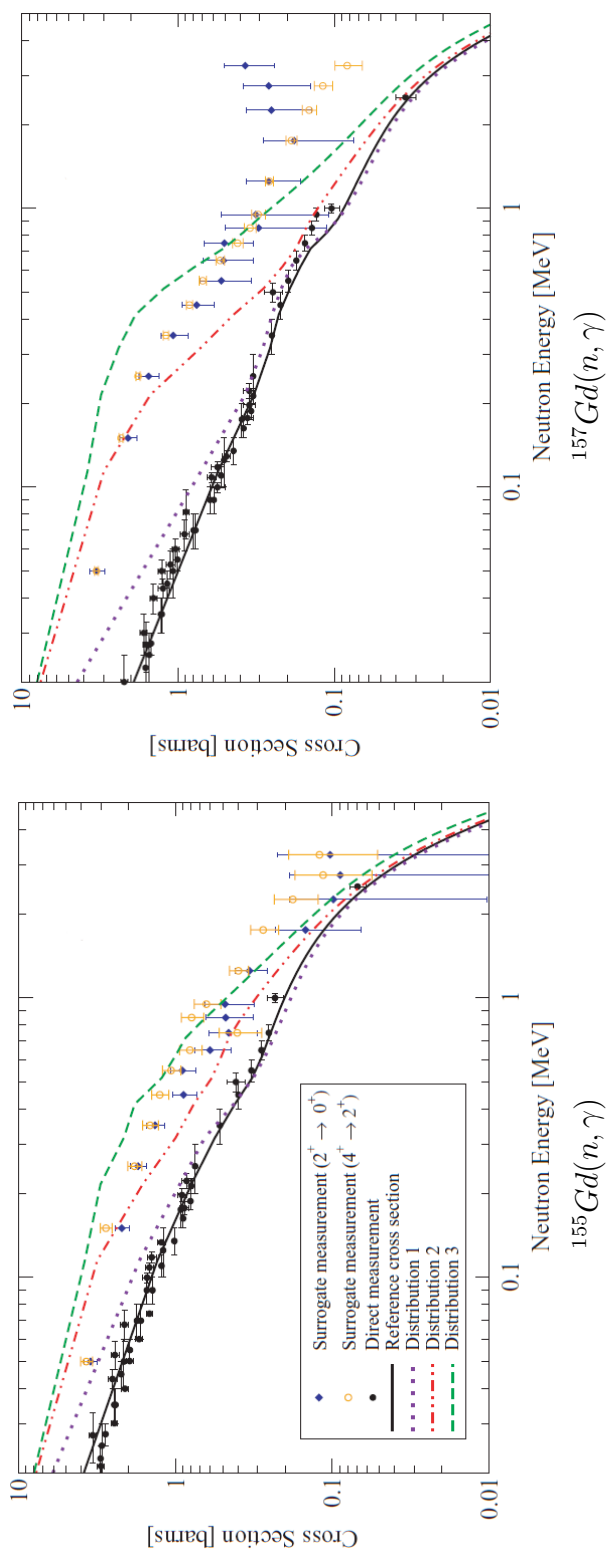 10
1
0.1
0.01
Cross Section [barns]
0.1
1
Neutron Energy [MeV]
Surrogate measurement (2⁺ → 0⁺)
Surrogate measurement (4⁺ → 2⁺)
Direct measurement
Reference cross section
Distribution 1
Distribution 2
Distribution 3
¹⁵⁵Gd(n, γ)
10
1
0.1
0.01
Cross Section [barns]
0.1
1
Neutron Energy [MeV]
¹⁵⁷Gd(n, γ)